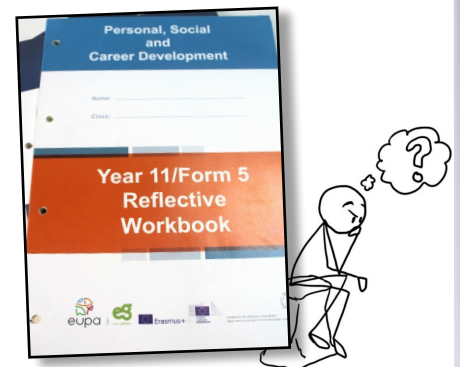 Personal, Social
and
Career Development
Name:
Class:
Year 11/Form 5
Reflective
Workbook
eupa
Erasmus+
?